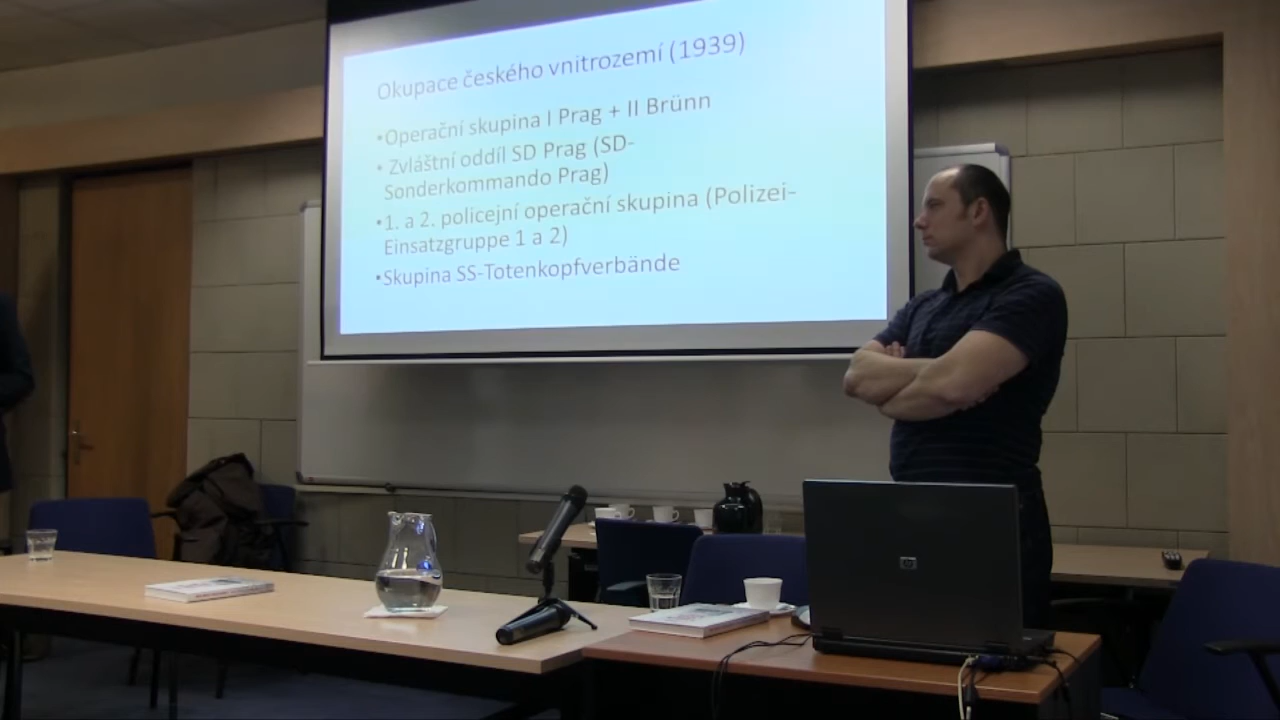 Okupace českého vnitrozemí (1939)
•Operační skupina I Prag + II Brünn
• Zvláštní oddíl SD Prag (SD-
Sonderkommando Prag)
•1. a 2. policejní operační skupina (Polizei-
Einsatzgruppe 1 a 2)
•Skupina SS-Totenkopfverbände
hp